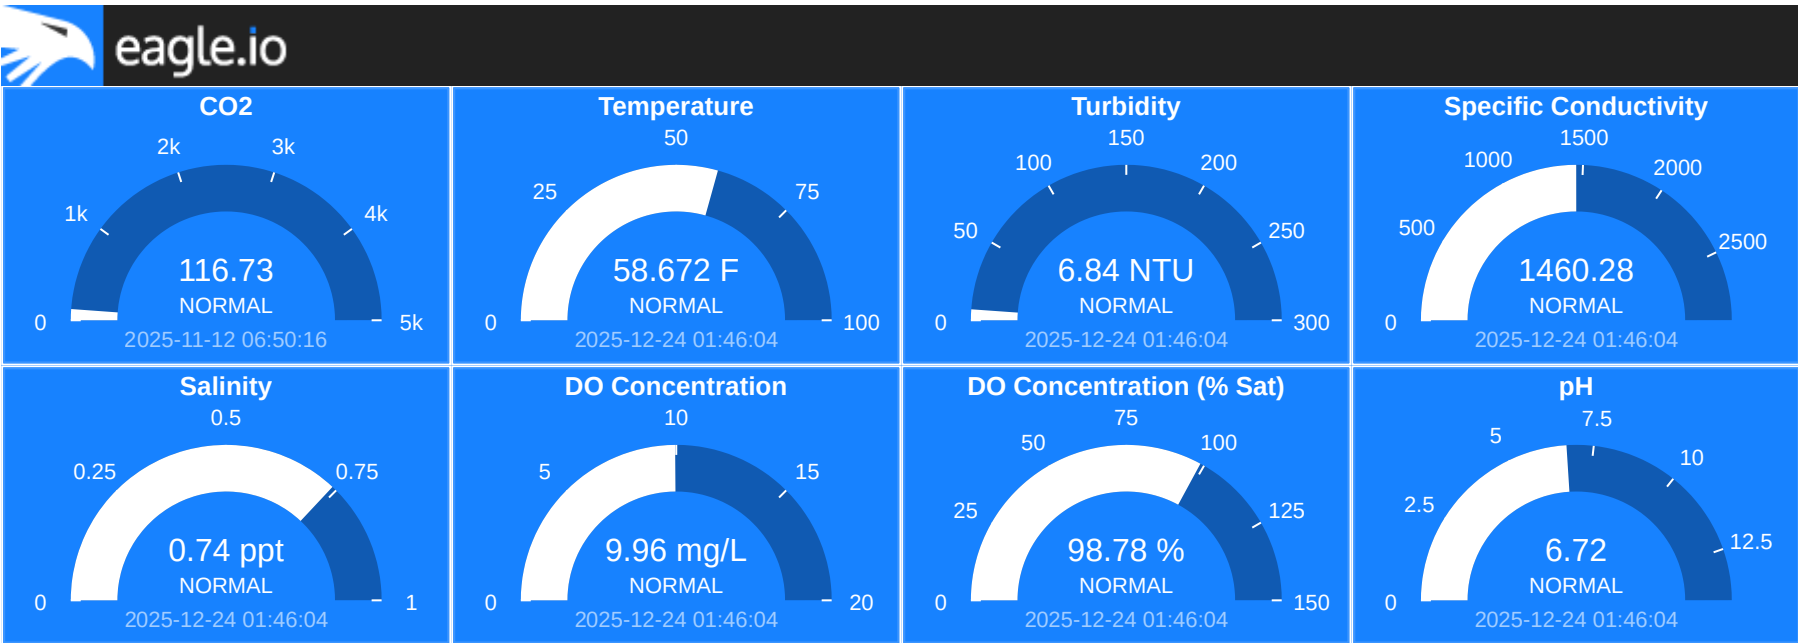 eagle.io
CO2
0
1k
2k
3k
4k
5k
116.73
NORMAL
2025-11-12 06:50:16
Temperature
0
25
50
75
100
58.672 F
NORMAL
2025-12-24 01:46:04
Turbidity
0
50
100
150
200
250
300
6.84 NTU
NORMAL
2025-12-24 01:46:04
Specific Conductivity
0
500
1000
1500
2000
2500
1460.28
NORMAL
2025-12-24 01:46:04
Salinity
0
0.25
0.5
0.75
1
0.74 ppt
NORMAL
2025-12-24 01:46:04
DO Concentration
0
5
10
15
20
9.96 mg/L
NORMAL
2025-12-24 01:46:04
DO Concentration (% Sat)
0
25
50
75
100
125
150
98.78 %
NORMAL
2025-12-24 01:46:04
pH
0
2.5
5
7.5
10
12.5
6.72
NORMAL
2025-12-24 01:46:04